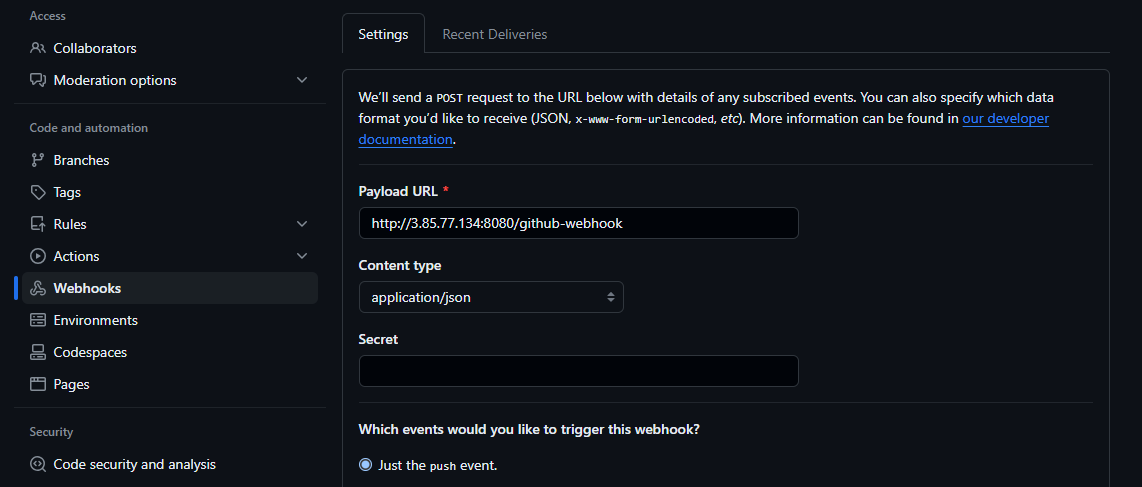 Access
Collaborators
Moderation options
Code and automation
Branches
Tags
Rules
Actions
Webhooks
Environments
Codespaces
Pages
Security
Code security and analysis
Settings
Recent Deliveries
We’ll send a POST request to the URL below with details of any subscribed events. You can also specify which data
format you’d like to receive (JSON, x-www-form-urlencoded, etc). More information can be found in our developer
documentation.
Payload URL *
http://3.85.77.134:8080/github-webhook
Content type
application/json
Secret
Which events would you like to trigger this webhook?
Just the push event.